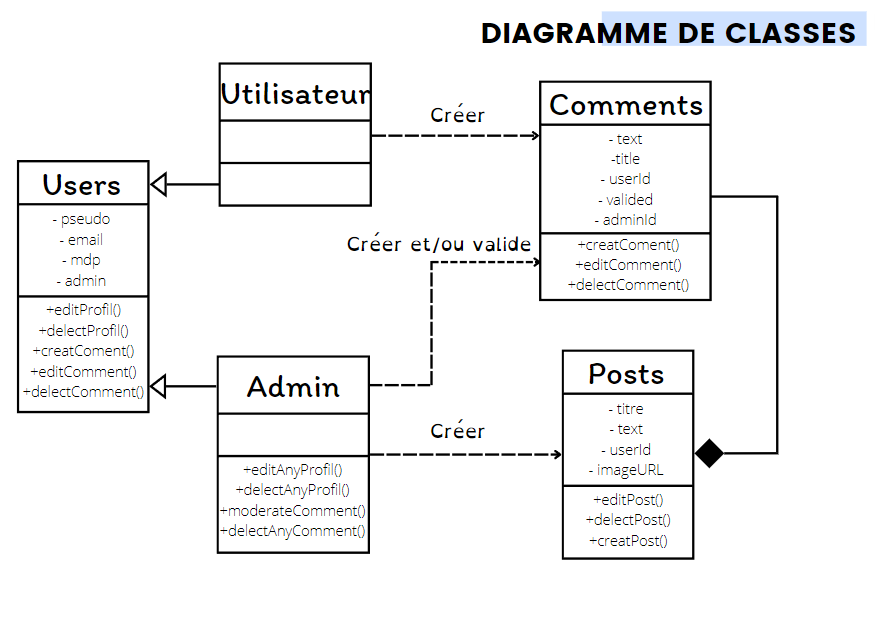 DIAGRAMME DE CLASSES
Utilisateur
Créer
Comments
- text
-title
- userId
- valided
- adminId
+creatComent()
+editComment()
+delectComment()
Users
- pseudo
- email
- mdp
- admin
+editProfil()
+delectProfil()
+creatComent()
+editComment()
+delectComment()
Créer et/ou valide
Admin
+editAnyProfil()
+delectAnyProfil()
+moderateComment()
+delectAnyComment()
Créer
Posts
- titre
- text
- userId
- imageURL
+editPost()
+delectPost()
+creatPost()